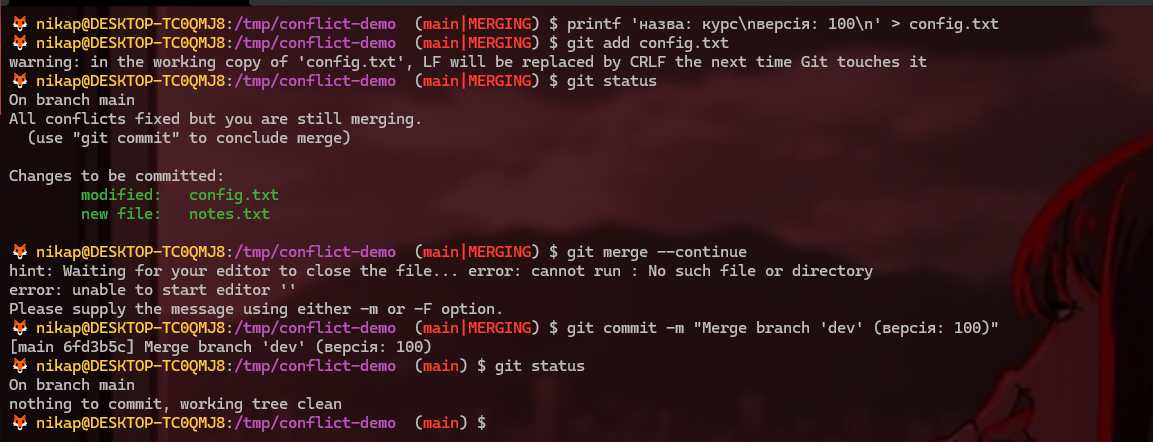 🦊 nikap@DESKTOP-TC0QMJ8:/tmp/conflict-demo (main|MERGING) $ printf 'назва: курс\nверсія: 100\n' > config.txt
🦊 nikap@DESKTOP-TC0QMJ8:/tmp/conflict-demo (main|MERGING) $ git add config.txt
warning: in the working copy of 'config.txt', LF will be replaced by CRLF the next time Git touches it
🦊 nikap@DESKTOP-TC0QMJ8:/tmp/conflict-demo (main|MERGING) $ git status
On branch main
All conflicts fixed but you are still merging.
  (use "git commit" to conclude merge)

Changes to be committed:
        modified:   config.txt
        new file:   notes.txt

🦊 nikap@DESKTOP-TC0QMJ8:/tmp/conflict-demo (main|MERGING) $ git merge --continue
hint: Waiting for your editor to close the file... error: cannot run : No such file or directory
error: unable to start editor ''
Please supply the message using either -m or -F option.
🦊 nikap@DESKTOP-TC0QMJ8:/tmp/conflict-demo (main|MERGING) $ git commit -m "Merge branch 'dev' (версія: 100)"
[main 6fd3b5c] Merge branch 'dev' (версія: 100)
🦊 nikap@DESKTOP-TC0QMJ8:/tmp/conflict-demo (main) $ git status
On branch main
nothing to commit, working tree clean
🦊 nikap@DESKTOP-TC0QMJ8:/tmp/conflict-demo (main) $